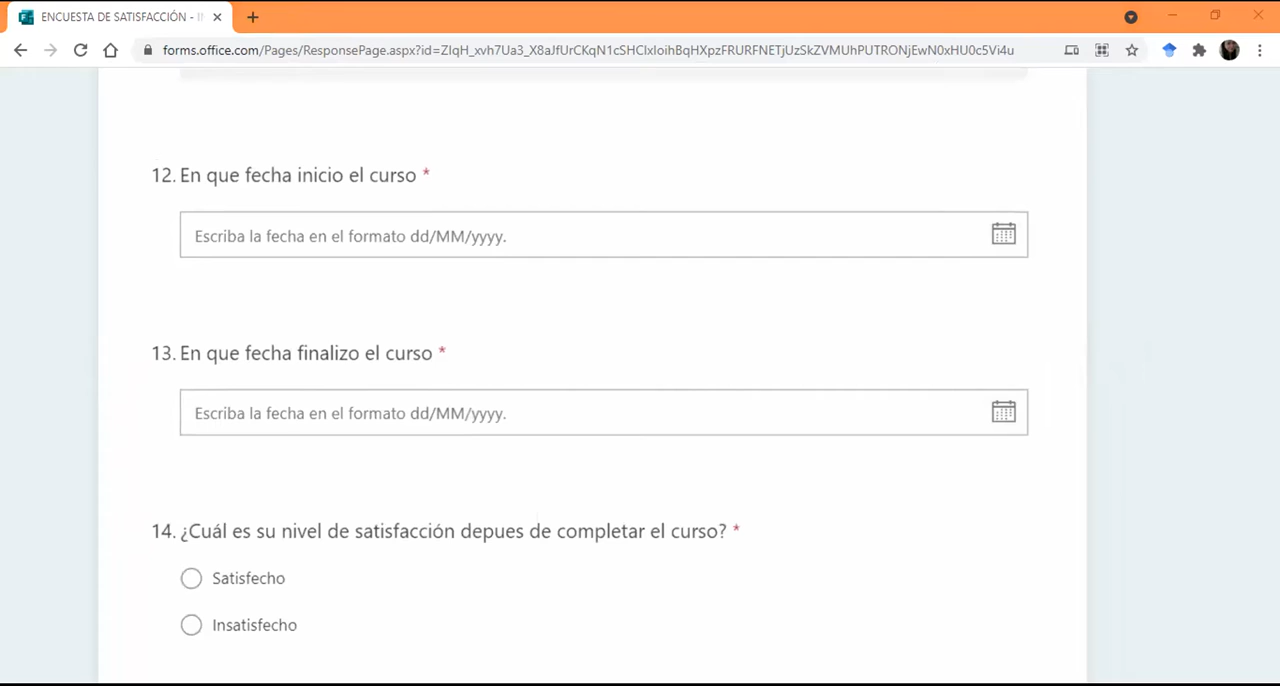 ENCUESTA DE SATISFACCIÓN - I
forms.office.com/Pages/ResponsePage.aspx?id=ZIqH_xvh7Ua3_X8aJfUrCKqN1cSHClxIoihBqHXpzFRURFNETjUzSkZVMUhPUTRONjEwN0xHU0c5Vi4u
12. En que fecha inicio el curso *
Escriba la fecha en el formato dd/MM/yyyy.
13. En que fecha finalizo el curso *
Escriba la fecha en el formato dd/MM/yyyy.
14. ¿Cuál es su nivel de satisfacción depues de completar el curso? *
Satisfecho
Insatisfecho